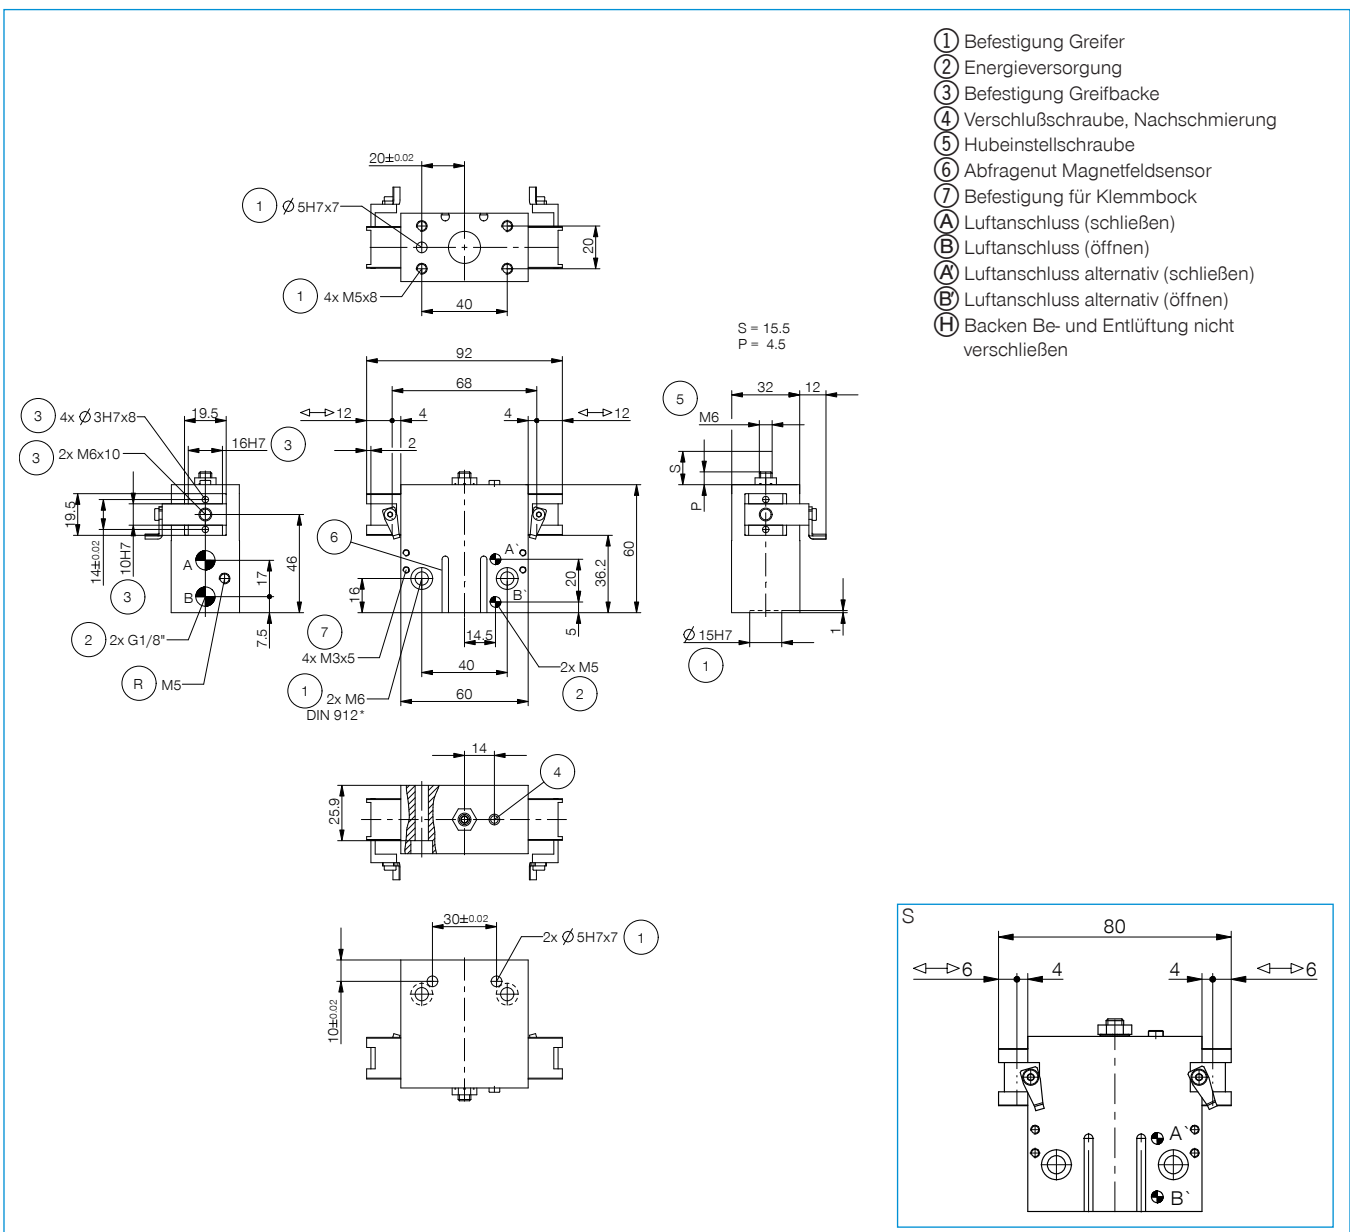 1 Befestigung Greifer
2 Energieversorgung
3 Befestigung Greifbacke
4 Verschlußschraube, Nachschmierung
5 Hubeinstellschraube
6 Abfragenut Magnetfeldsensor
7 Befestigung für Klemmbock
A Luftanschluss (schließen)
B Luftanschluss (öffnen)
A' Luftanschluss alternativ (schließen)
B' Luftanschluss alternativ (öffnen)
H Backen Be- und Entlüftung nicht
verschließen
20±0.02
1 Ø 5H7x7
20
1 4x M5x8
40
S = 15.5
P = 4.5
92
68
12 4 4 12
2
3 4x Ø 3H7x8
19.5
3 2x M6x10
16H7 3
19.5
14±0.02
10H7
3
A
B
17
46
7.5
2 2x G1/8"
R M5
6
16
A`
B`
20
36.2
60
5
14.5
7
4x M3x5
40
2x M5
2
1 2x M6
DIN 912*
60
5
32 12
M6
S
P
Ø 15H7
1
1
14
4
25.9
30±0.02
2x Ø 5H7x7 1
10±0.02
S
80
6 4 4 6
A`
B`